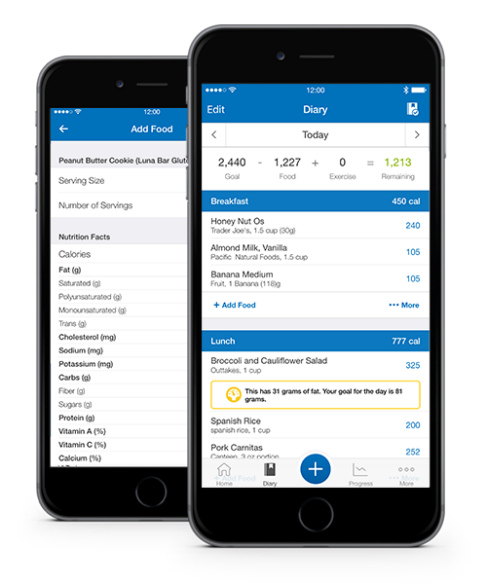 12:00
Add Food
Peanut Butter Cookie (Luna Bar
Serving Size
Number of Servings
Nutrition Facts
Calories
Fat (g)
Saturated (g)
Polyunsaturated (g)
Monounsaturated (g)
Trans (g)
Cholesterol (mg)
Sodium (mg)
Potassium (mg)
Carbs (g)
Fiber (g)
Sugars (g)
Protein (g)
Vitamin A (%)
Vitamin C (%)
Calcium (%)
12:00
Edit Diary
Today
2,440 - 1,227 + 0 = 1,213
Goal Food Exercise Remaining
Breakfast 450 cal
Honey Nut Os 240
Trader Joe's, 1.5 cup (30g)
Almond Milk, Vanilla 105
Pacific Natural Foods, 1.5 cup
Banana Medium 105
Fruit, 1 Banana (118)g
+ Add Food ••• More
Lunch 777 cal
Broccoli and Cauliflower Salad 325
Outtakes, 1 cup
This has 31 grams of fat. Your goal for the day is 81
grams.
Spanish Rice 200
spanish rice, 1 cup
Pork Carnitas 252
Canteen, 3 oz portion
+ Add Food ••• More
Home Diary Progress More